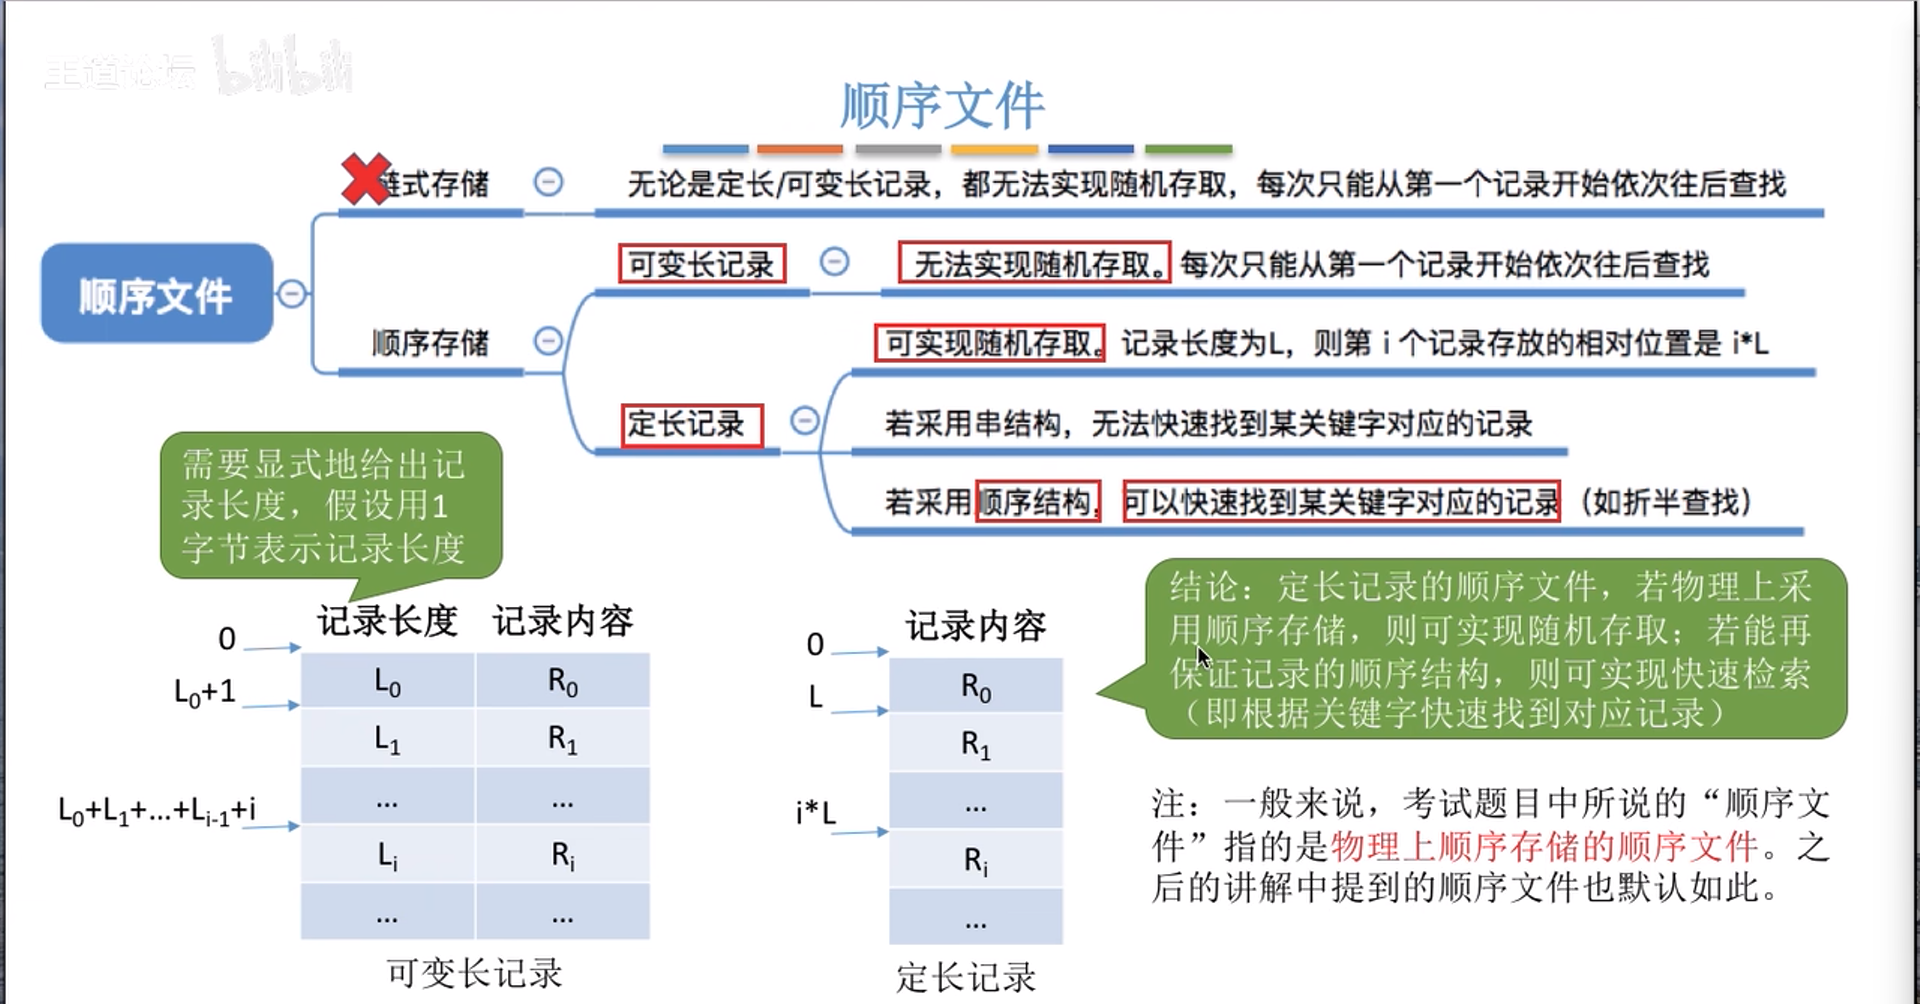 王道论坛 bilibili
顺序文件
链式存储
无论是定长/可变长记录，都无法实现随机存取，每次只能从第一个记录开始依次往后查找
可变长记录
无法实现随机存取。每次只能从第一个记录开始依次往后查找
顺序文件
顺序存储
可实现随机存取。记录长度为L，则第 i 个记录存放的相对位置是 i*L
定长记录
若采用串结构，无法快速找到某关键字对应的记录
若采用顺序结构，可以快速找到某关键字对应的记录（如折半查找）
需要显式地给出记
录长度，假设用1
字节表示记录长度
记录长度 记录内容
0
L₀ R₀
L₀+1
L₁ R₁
... ...
L₀+L₁+...+Lᵢ₋₁+i
Lᵢ Rᵢ
... ...
可变长记录
记录内容
0
R₀
L
R₁
...
i*L
Rᵢ
...
定长记录
结论：定长记录的顺序文件，若物理上采
用顺序存储，则可实现随机存取；若能再
保证记录的顺序结构，则可实现快速检索
（即根据关键字快速找到对应记录）
注：一般来说，考试题目中所说的“顺序文
件”指的是物理上顺序存储的顺序文件。之
后的讲解中提到的顺序文件也默认如此。